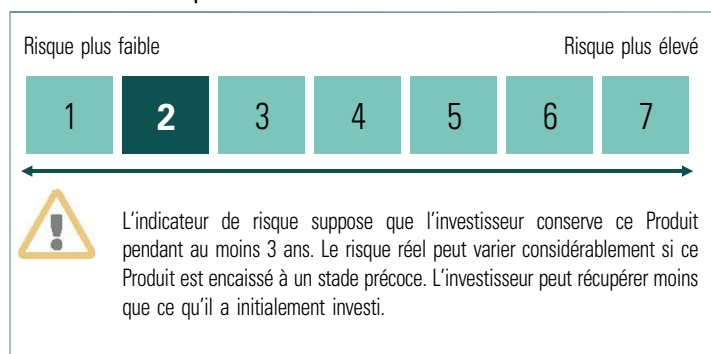 Risque plus faible Risque plus élevé
1 2 3 4 5 6 7
L'indicateur de risque suppose que l'investisseur conserve ce Produit
pendant au moins 3 ans. Le risque réel peut varier considérablement si ce
Produit est encaissé à un stade précoce. L'investisseur peut récupérer moins
que ce qu'il a initialement investi.